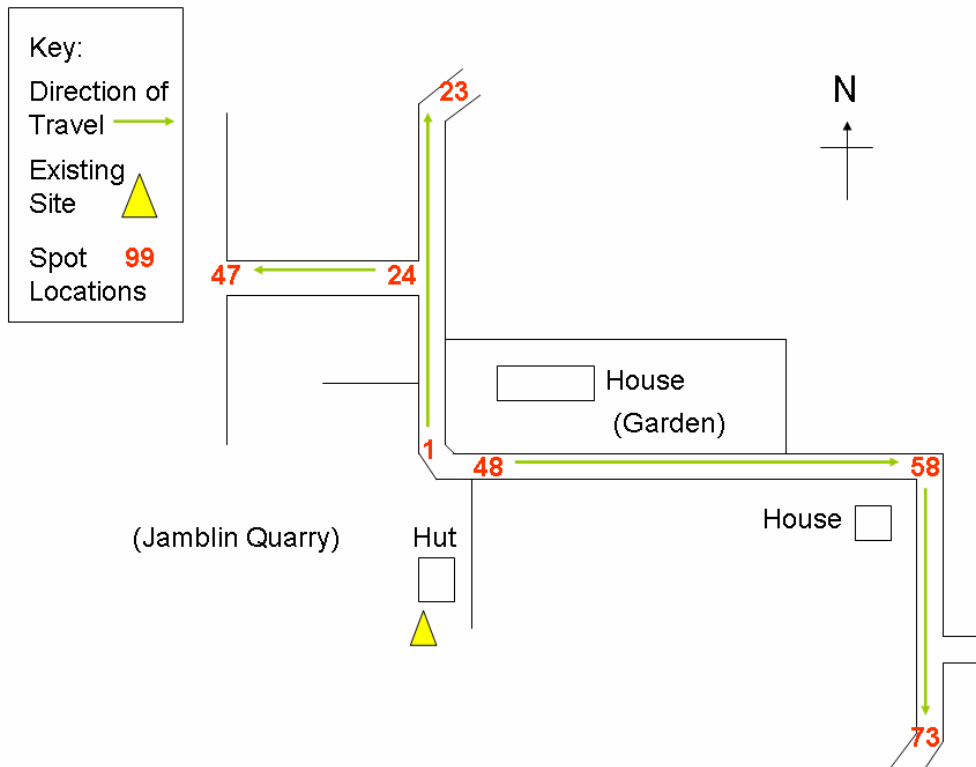 Key:
Direction of
Travel
Existing
Site
Spot 99
Locations
23
N
47 24
House
(Garden)
1
48 58
House
(Jamblin Quarry) Hut
73